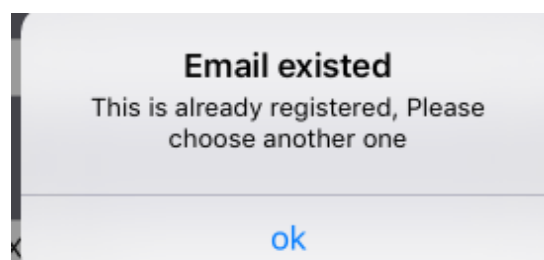 Email existed
This is already registered, Please
choose another one
ok